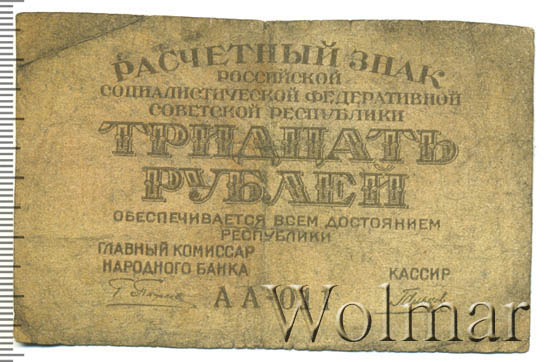 РАСЧЕТНЫЙ ЗНАК
РОССИЙСКОЙ
СОЦИАЛИСТИЧЕСКОЙ ФЕДЕРАТИВНОЙ
СОВЕТСКОЙ РЕСПУБЛИКИ
ТРИДЦАТЬ
РУБЛЕЙ
ОБЕСПЕЧИВАЕТСЯ ВСЕМ ДОСТОЯНИЕМ
РЕСПУБЛИКИ
ГЛАВНЫЙ КОМИССАР
НАРОДНОГО БАНКА
КАССИР
АА
Wolmar